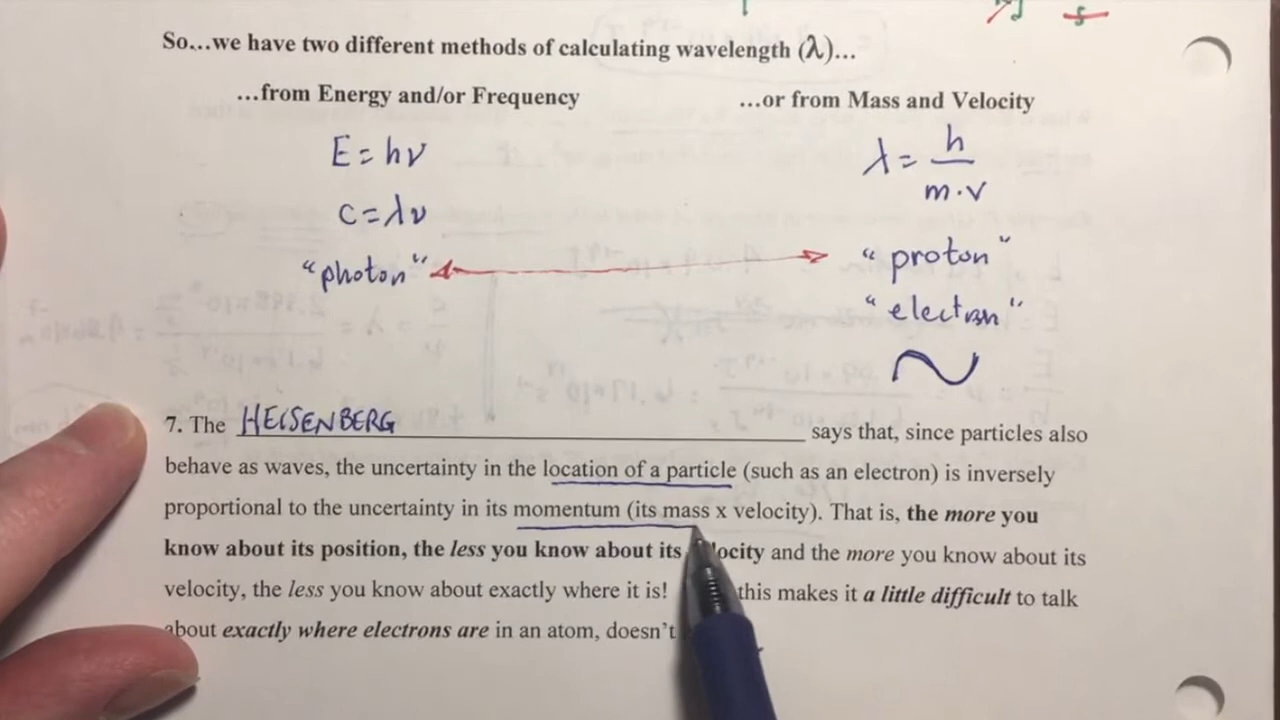 So...we have two different methods of calculating wavelength (λ)...
...from Energy and/or Frequency ...or from Mass and Velocity
E = hν λ = h / m·v
c = λν
"photon" "proton"
"electron"
7. The HEISENBERG says that, since particles also
behave as waves, the uncertainty in the location of a particle (such as an electron) is inversely
proportional to the uncertainty in its momentum (its mass x velocity). That is, the more you
know about its position, the less you know about its locity and the more you know about its
velocity, the less you know about exactly where it is! this makes it a little difficult to talk
about exactly where electrons are in an atom, doesn't